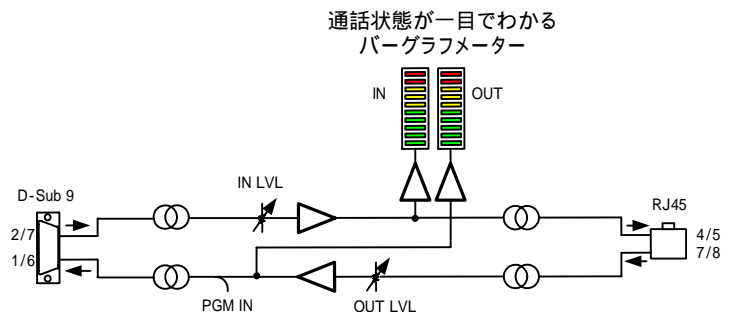 通話状態が一目でわかる
バーグラフメーター
IN
OUT
D-Sub 9
IN LVL
RJ45
2/7
1/6
4/5
7/8
PGM IN
OUT LVL